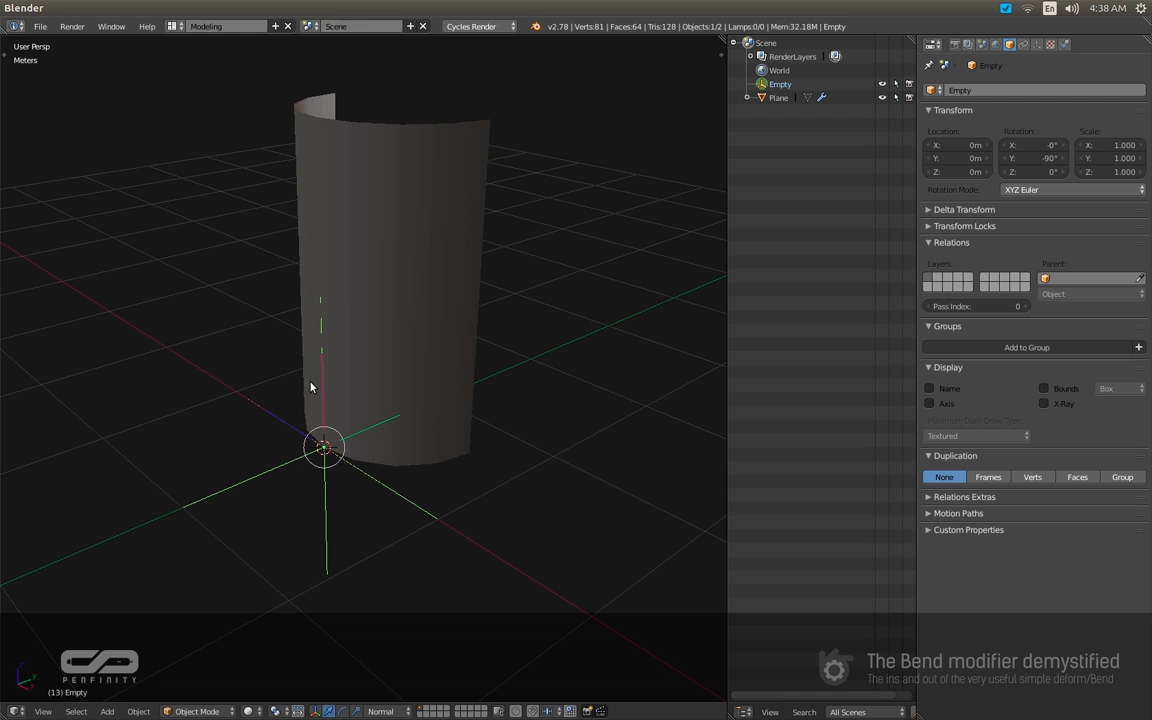 Blender
En
4:38 AM
File Render Window Help Modeling Scene Cycles Render v2.78 | Verts:81 | Faces:64 | Tris:128 | Objects:1/2 | Lamps:0/0 | Mem:32.18M | Empty
User Persp
Meters
Scene
RenderLayers
World
Empty
Plane
Empty
Empty
Transform
Location: Rotation: Scale:
X: 0m X: -0° X: 1.000
Y: 0m Y: -90° Y: 1.000
Z: 0m Z: 0° Z: 1.000
Rotation Mode: XYZ Euler
Delta Transform
Transform Locks
Relations
Layers: Parent:
Object
Pass Index: 0
Groups
Add to Group
Display
Name Bounds Box
Axis X-Ray
Maximum Dupli Draw Type:
Textured
Duplication
None Frames Verts Faces Group
Relations Extras
Motion Paths
Custom Properties
PENFINITY
The Bend modifier demystified
The ins and out of the very useful simple deform/Bend
(13) Empty
View Select Add Object Object Mode Normal
View Search All Scenes